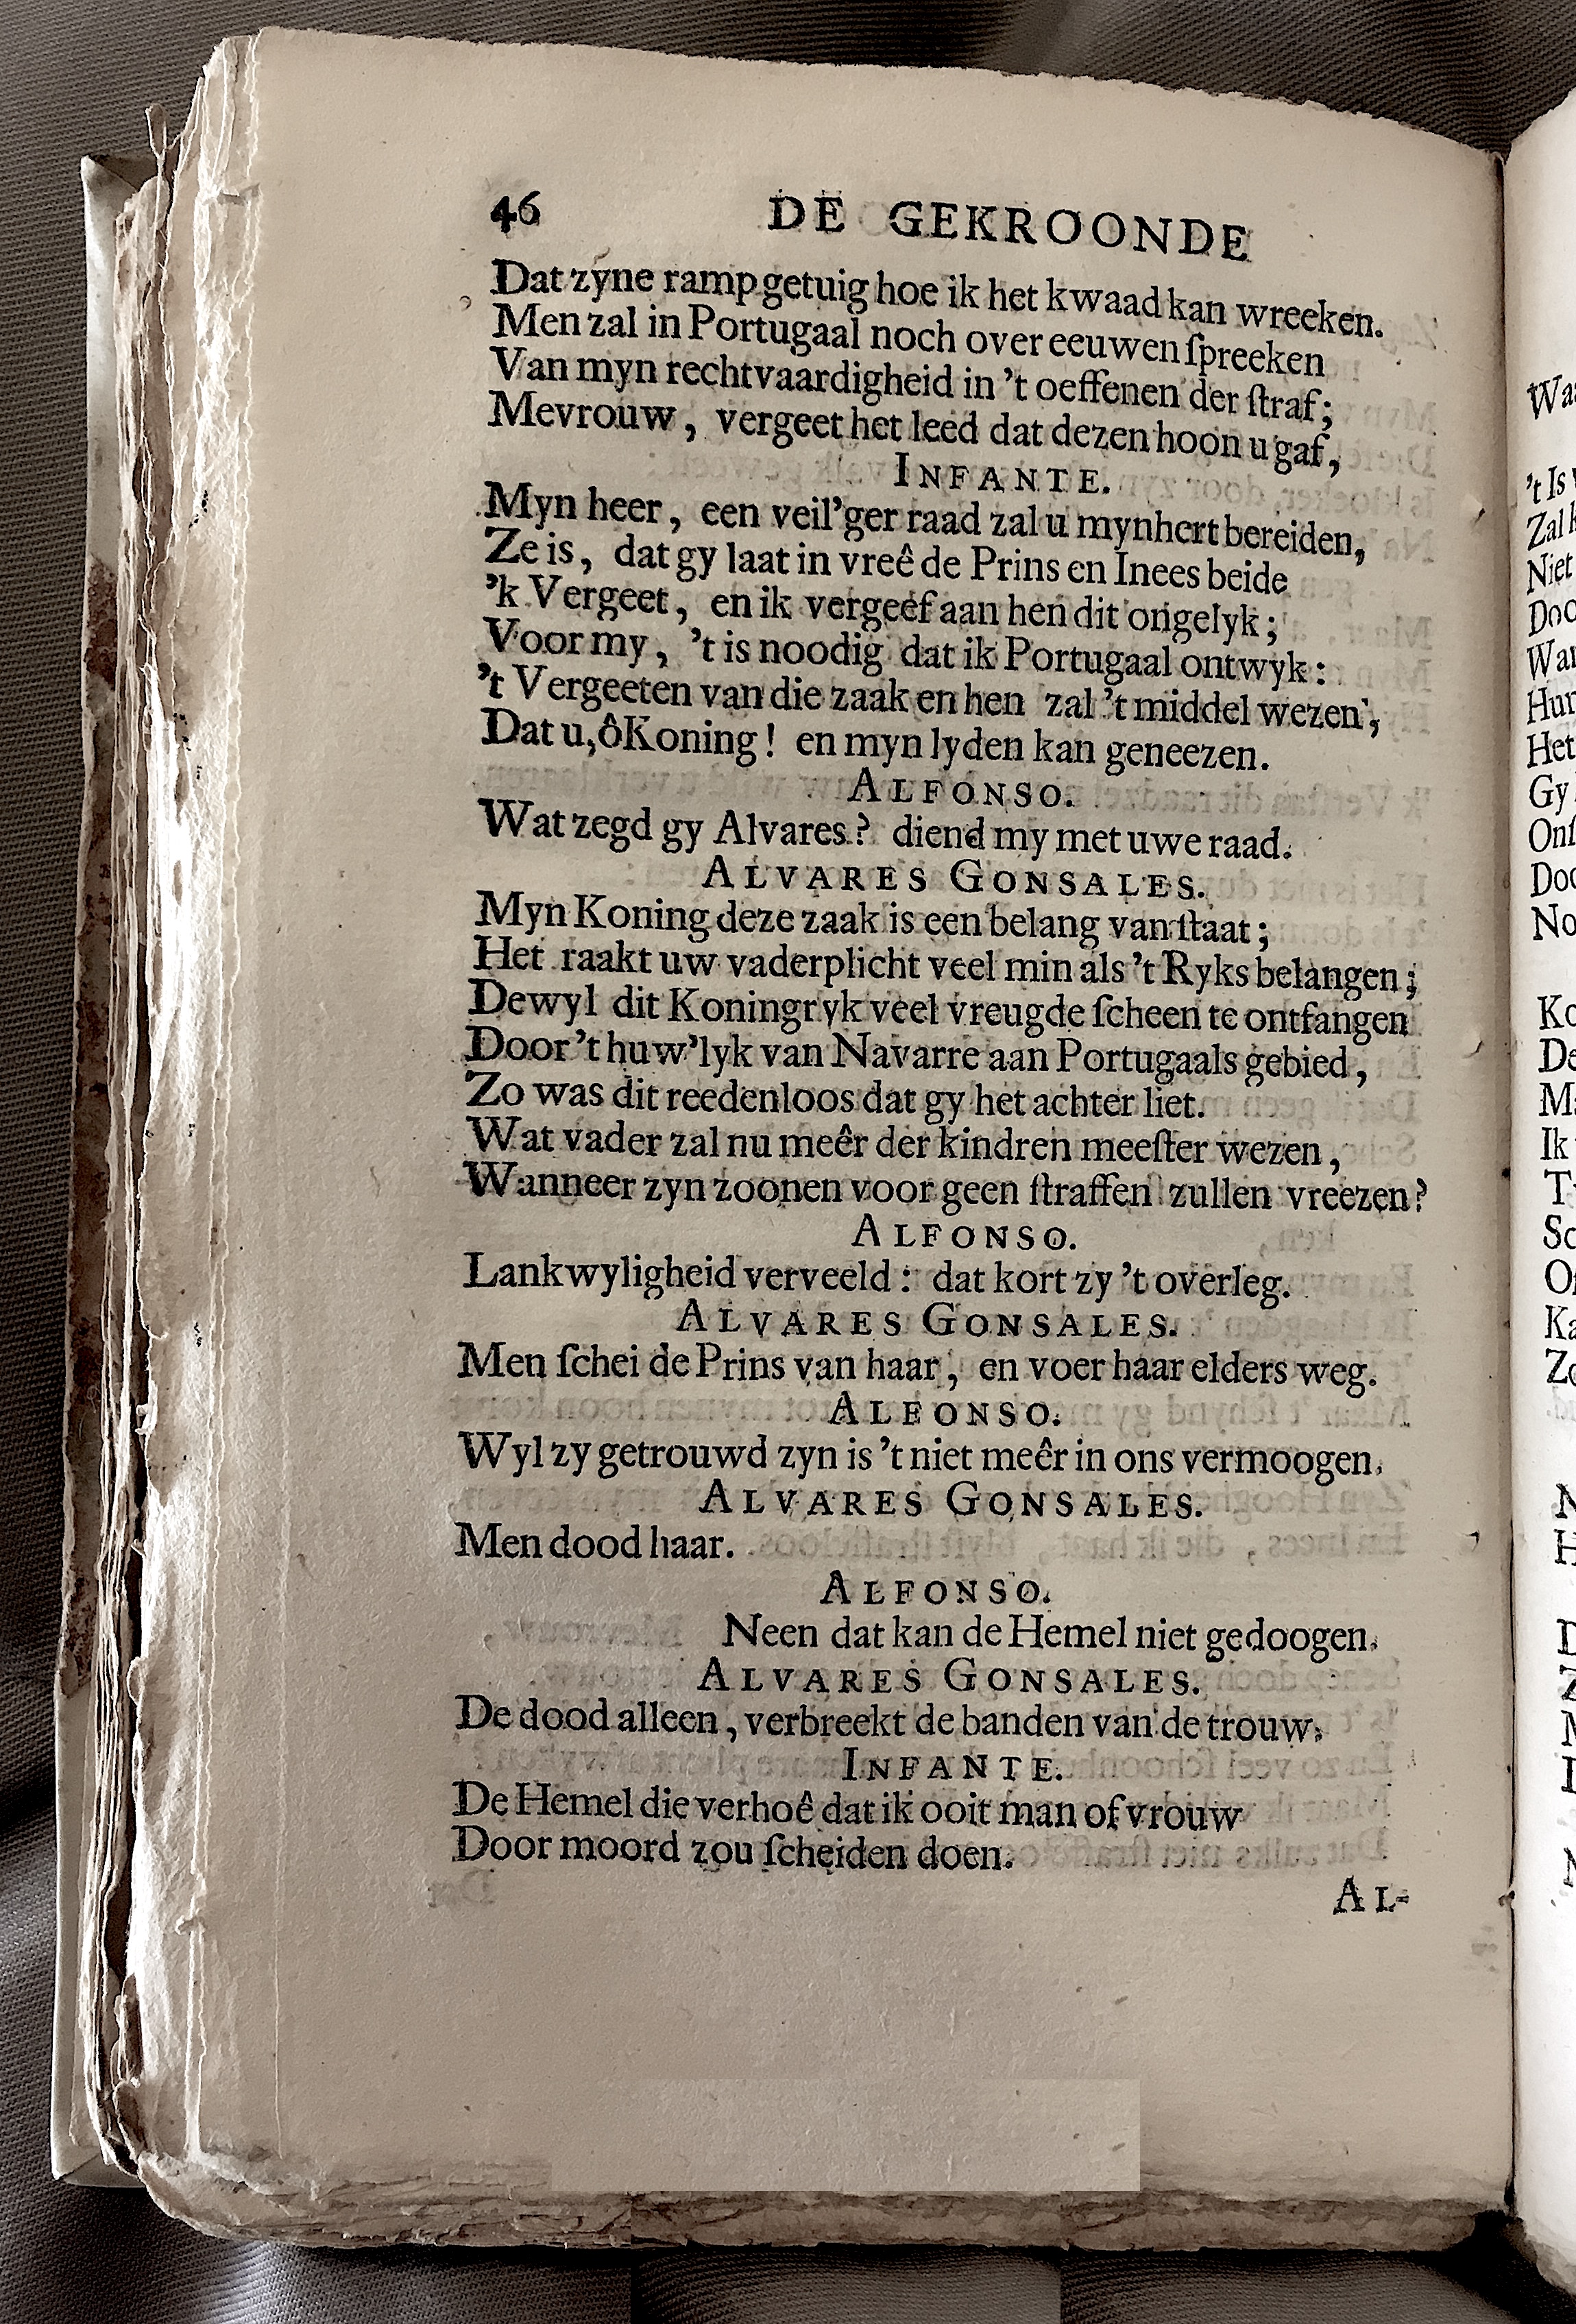 46 DE GEKROONDE
Dat zyne ramp getuig hoe ik het kwaad kan wreeken.
Men zal in Portugaal noch over eeuwen ſpreeken
Van myn rechtvaardigheid in 't oeffenen der ſtraf;
Mevrouw, vergeet het leed dat dezen hoon u gaf,
INFANTE.
Myn heer, een veil'ger raad zal u myn hert bereiden,
Ze is, dat gy laat in vreê de Prins en Inees beide
'k Vergeet, en ik vergeef aan hen dit ongelyk;
Voor my, 't is noodig dat ik Portugaal ontwyk:
't Vergeeten van die zaak en hen zal 't middel wezen,
Dat u, ô Koning! en myn lyden kan geneezen.
ALFONSO.
Wat zegd gy Alvares? diend my met uwe raad.
ALVARES GONSALES.
Myn Koning deze zaak is een belang van ſtaat;
Het raakt uw vaderplicht veel min als 't Ryks belangen;
Dewyl dit Koningryk veel vreugde ſcheen te ontfangen
Door 't huw'lyk van Navarre aan Portugaals gebied,
Zo was dit reedenloos dat gy het achter liet.
Wat vader zal nu meêr der kindren meeſter wezen,
Wanneer zyn zoonen voor geen ſtraffen zullen vreezen?
ALFONSO.
Lankwyligheid verveeld: dat kort zy 't overleg.
ALVARES GONSALES.
Men ſchei de Prins van haar, en voer haar elders weg.
ALFONSO.
Wyl zy getrouwd zyn is 't niet meêr in ons vermoogen.
ALVARES GONSALES.
Men dood haar.
ALFONSO.
Neen dat kan de Hemel niet gedoogen.
ALVARES GONSALES.
De dood alleen, verbreekt de banden van de trouw.
INFANTE.
De Hemel die verhoê dat ik ooit man of vrouw
Door moord zou ſcheiden doen.
AL-